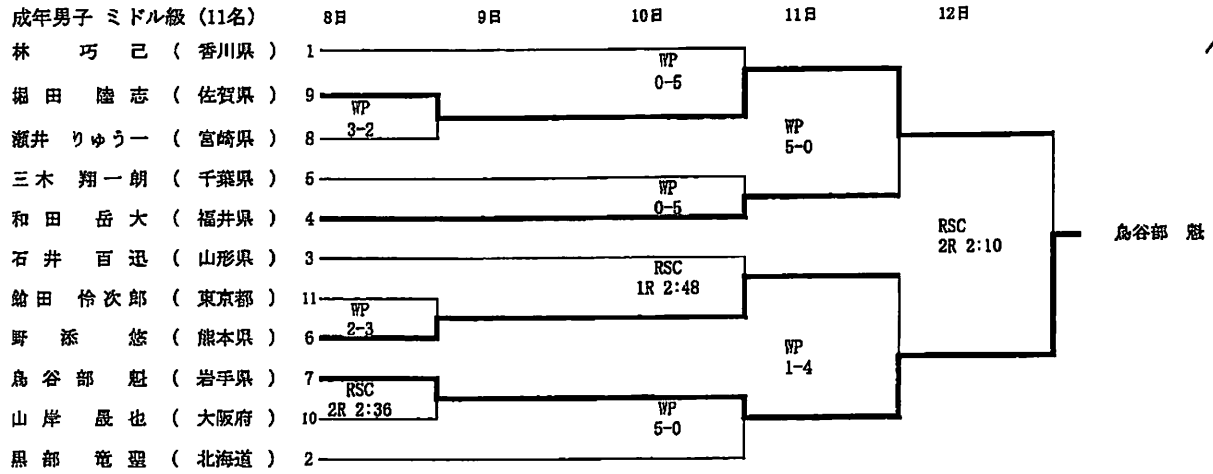 成年男子 ミドル級 (11名) 8日 9日 10日 11日 12日
林 巧己 ( 香川県 ) 1
堀田 陸志 ( 佐賀県 ) 9
瀬井 りゅう一 ( 宮崎県 ) 8
三木 翔一朗 ( 千葉県 ) 5
和田 岳大 ( 福井県 ) 4
石井 百迅 ( 山形県 ) 3
田 怜次郎 ( 東京都 ) 11
野添 悠 ( 熊本県 ) 6
鳥谷部 魁 ( 岩手県 ) 7
山岸 晟也 ( 大阪府 ) 10
黒部 竜聖 ( 北海道 ) 2
WP
3-2
WP
2-3
RSC
2R 2:36
WP
0-5
WP
0-5
RSC
1R 2:48
WP
5-0
WP
5-0
WP
1-4
RSC
2R 2:10
鳥谷部 魁